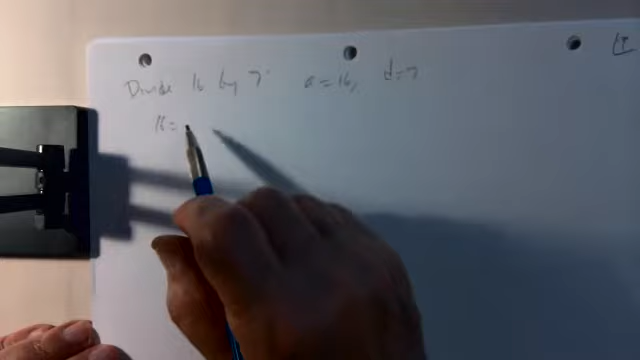 Divide 16 by 7 a = 16, d = 7
16 =